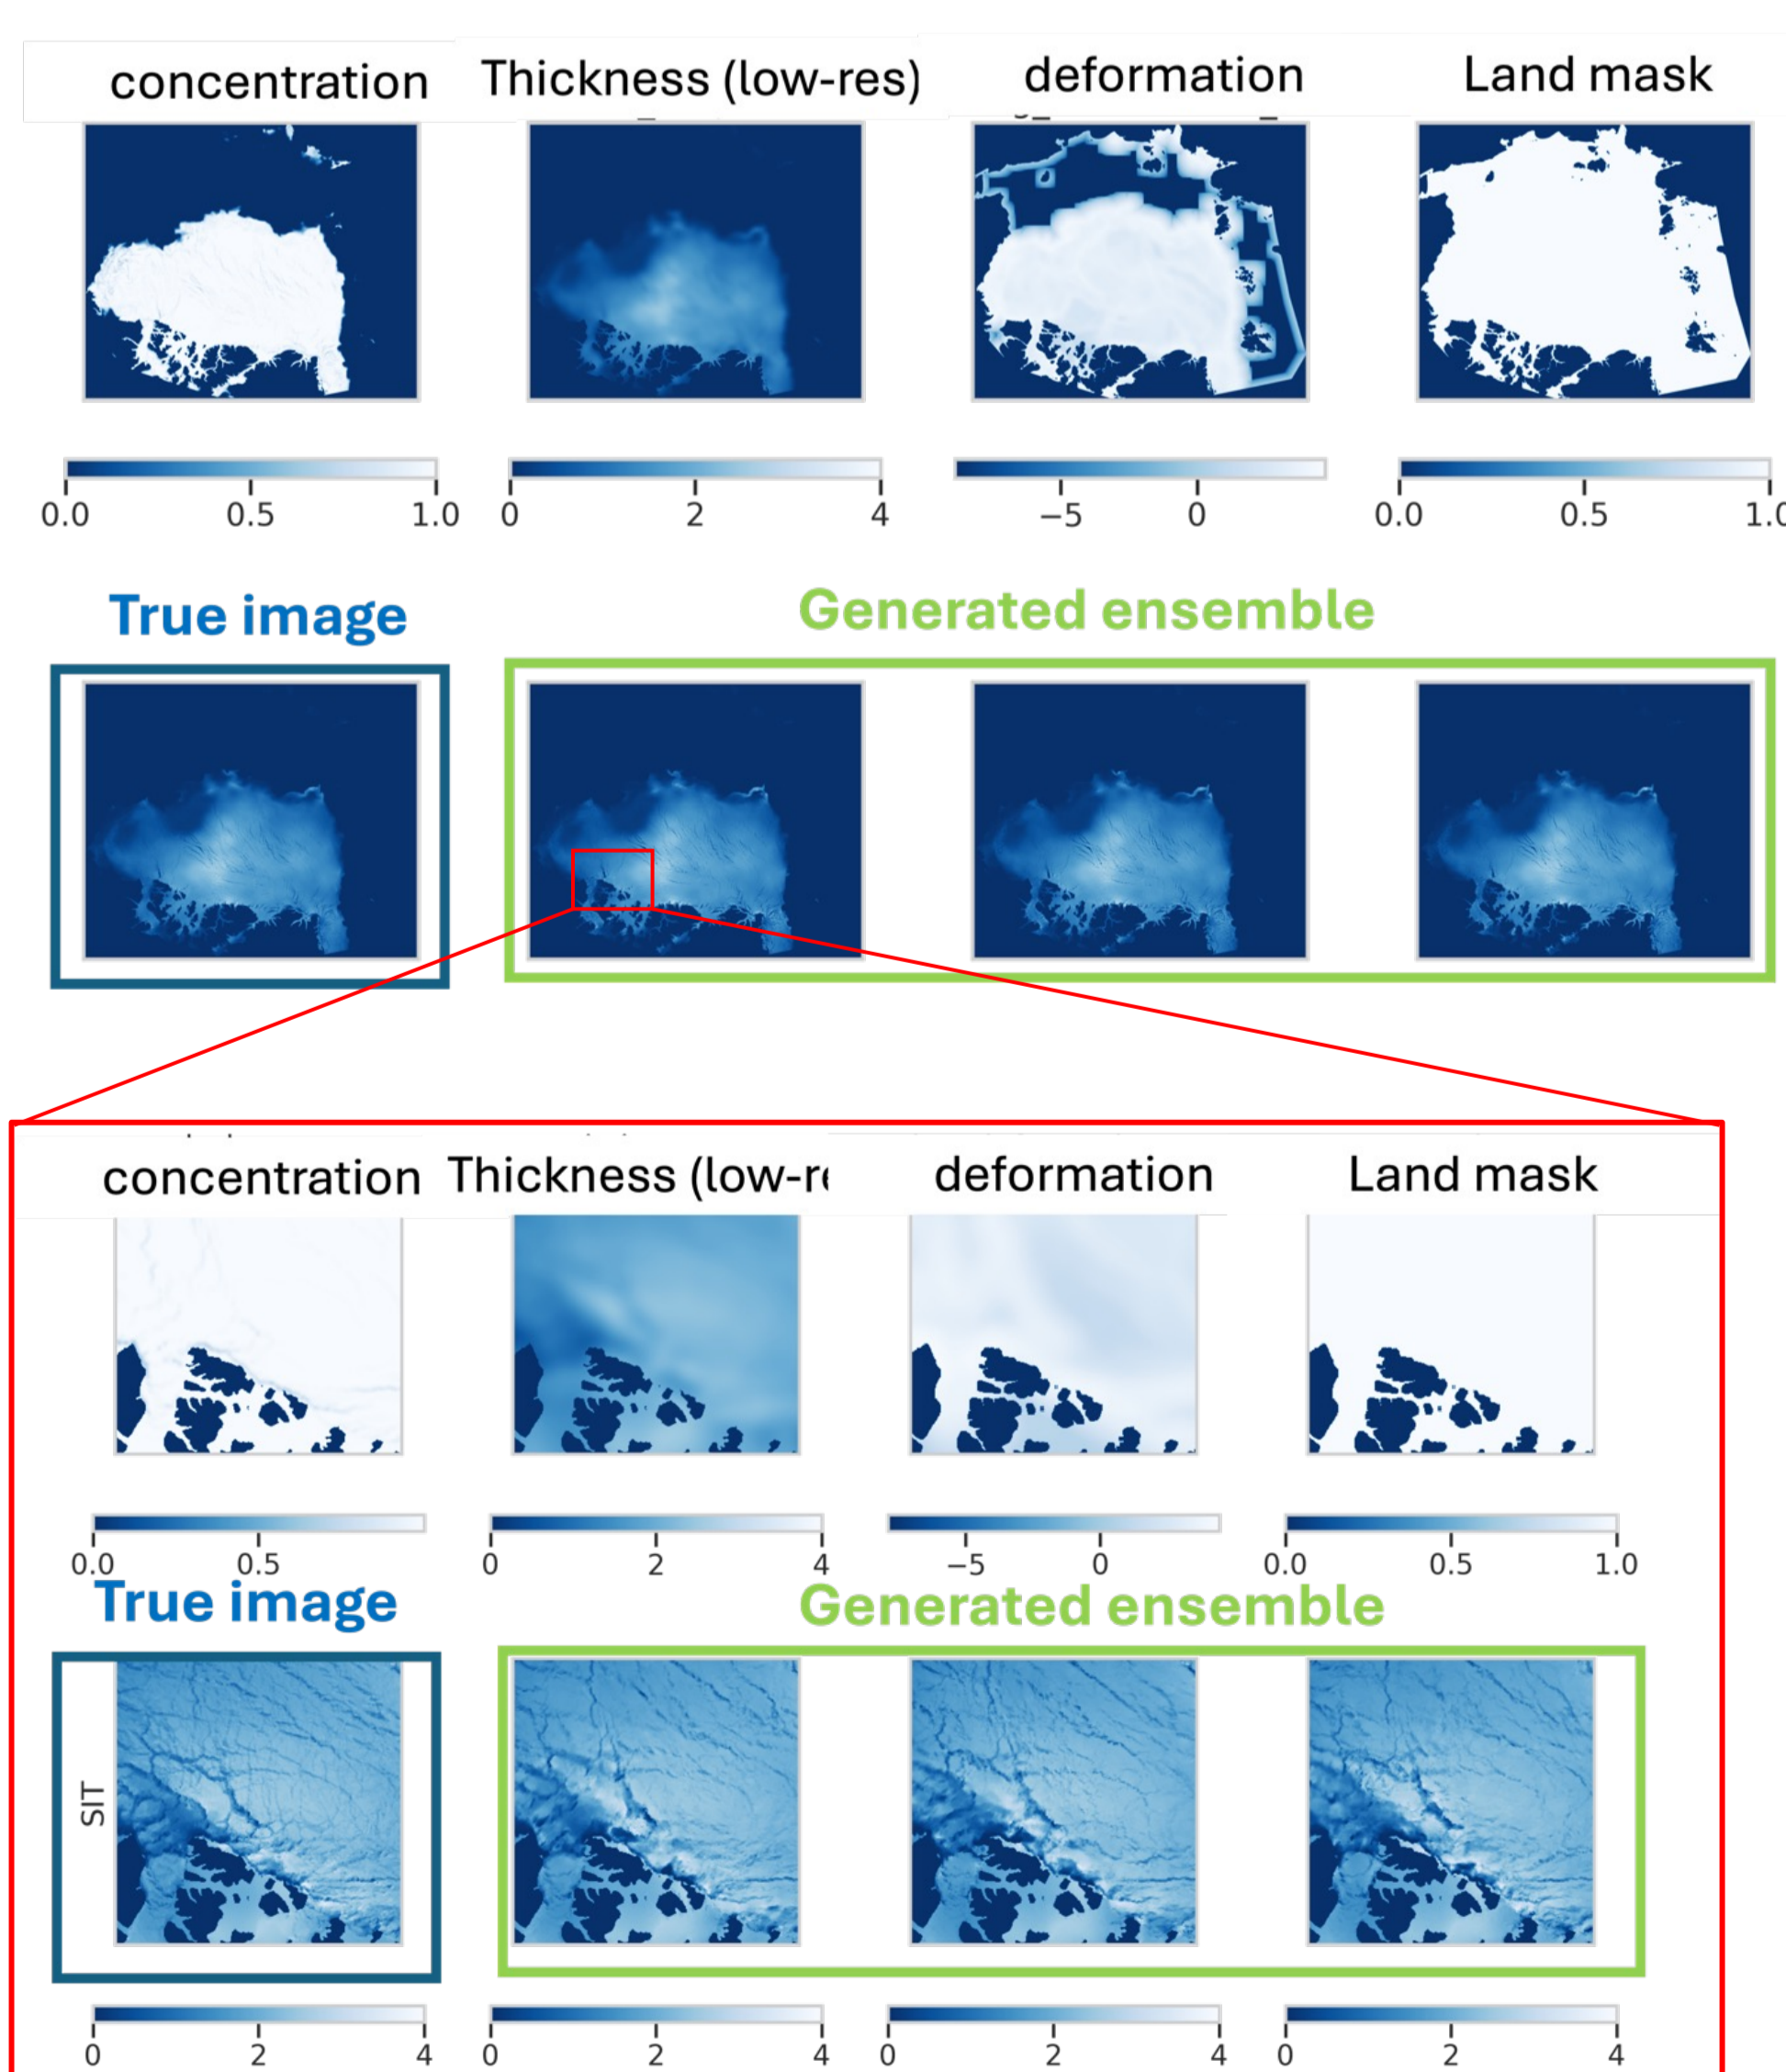 concentration Thickness (low-res) deformation Land mask
0.0 0.5 1.0 0 2 4 −5 0 0.0 0.5 1.0
True image Generated ensemble
concentration Thickness (low-re deformation Land mask
0.0 0.5 0 2 4 −5 0 0.0 0.5 1.0
True image Generated ensemble
SIT
0 2 4 0 2 4 0 2 4 0 2 4